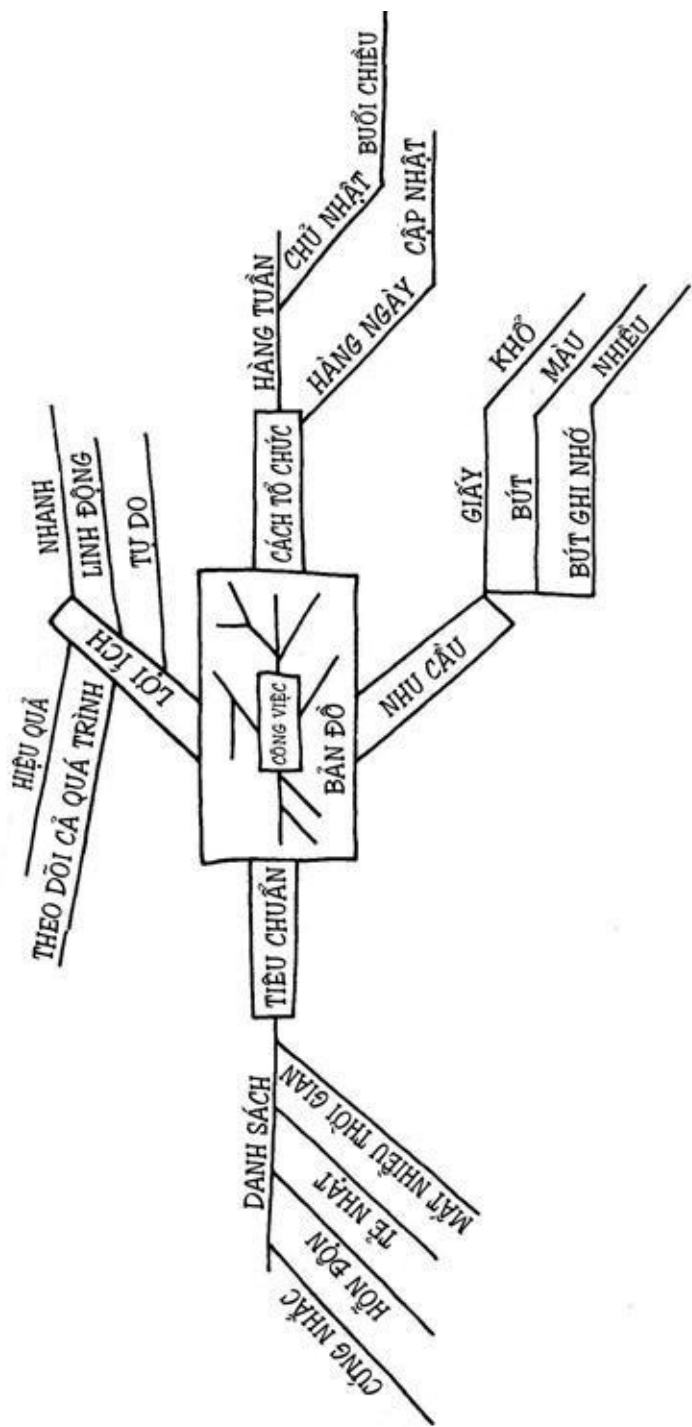 BẢN ĐỒ
CÔNG VIỆC
LỢI ÍCH
HIỆU QUẢ
THEO DÕI CẢ QUÁ TRÌNH
NHANH
LINH ĐỘNG
TỰ DO
CÁCH TỔ CHỨC
HÀNG TUẦN
CHỦ NHẬT
BUỔI CHIỀU
HÀNG NGÀY
CẬP NHẬT
NHU CẦU
GIẤY
KHỔ
BÚT
MÀU
BÚT GHI NHỚ
NHIỀU
TIÊU CHUẨN
DANH SÁCH
MẤT NHIỀU THỜI GIAN
TẺ NHẠT
HỖN ĐỘN
CỨNG NHẮC